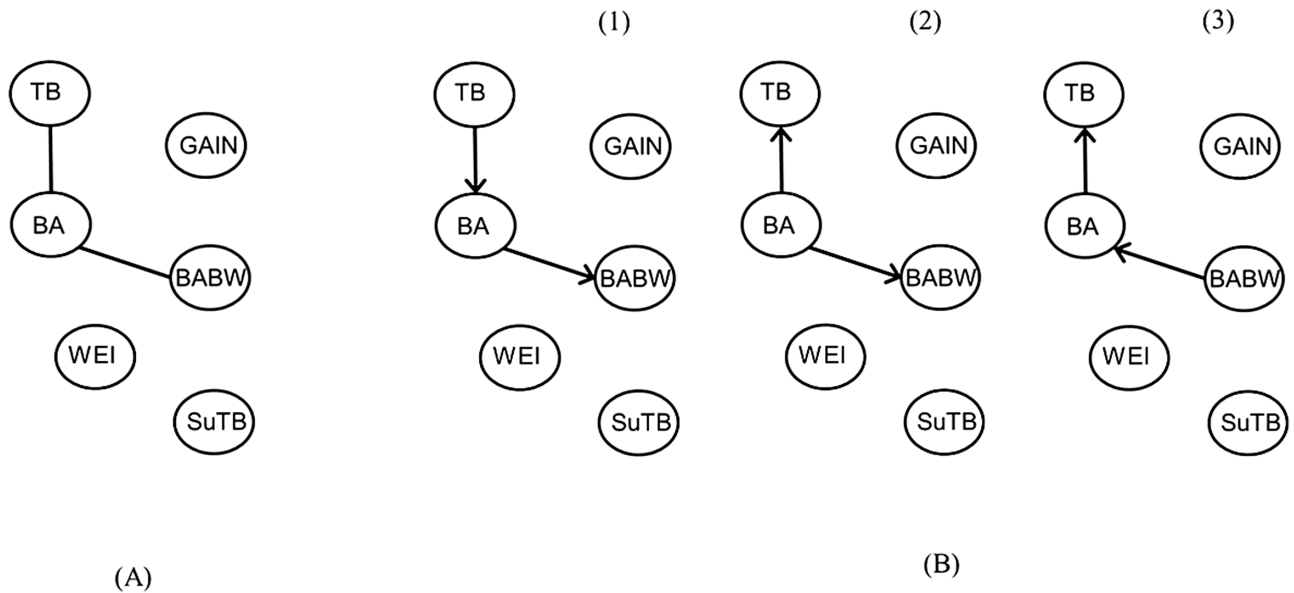 (1) (2) (3)
TB TB TB TB
GAIN GAIN GAIN GAIN
BA BA BA BA
BABW BABW BABW BABW
WEI WEI WEI WEI
SuTB SuTB SuTB SuTB
(A) (B)